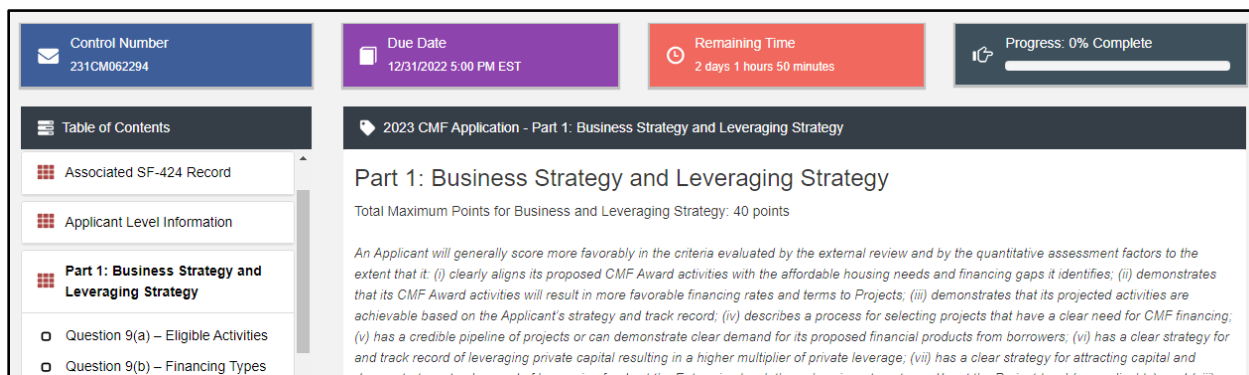 Control Number
231CM062294
Due Date
12/31/2022 5:00 PM EST
Remaining Time
2 days 1 hours 50 minutes
Progress: 0% Complete
Table of Contents
Associated SF-424 Record
Applicant Level Information
Part 1: Business Strategy and
Leveraging Strategy
Question 9(a) – Eligible Activities
Question 9(b) – Financing Types
2023 CMF Application - Part 1: Business Strategy and Leveraging Strategy
Part 1: Business Strategy and Leveraging Strategy
Total Maximum Points for Business and Leveraging Strategy: 40 points
An Applicant will generally score more favorably in the criteria evaluated by the external review and by the quantitative assessment factors to the
extent that it: (i) clearly aligns its proposed CMF Award activities with the affordable housing needs and financing gaps it identifies; (ii) demonstrates
that its CMF Award activities will result in more favorable financing rates and terms to Projects; (iii) demonstrates that its projected activities are
achievable based on the Applicant's strategy and track record; (iv) describes a process for selecting projects that have a clear need for CMF financing;
(v) has a credible pipeline of projects or can demonstrate clear demand for its proposed financial products from borrowers; (vi) has a clear strategy for
and track record of leveraging private capital resulting in a higher multiplier of private leverage; (vii) has a clear strategy for attracting capital and